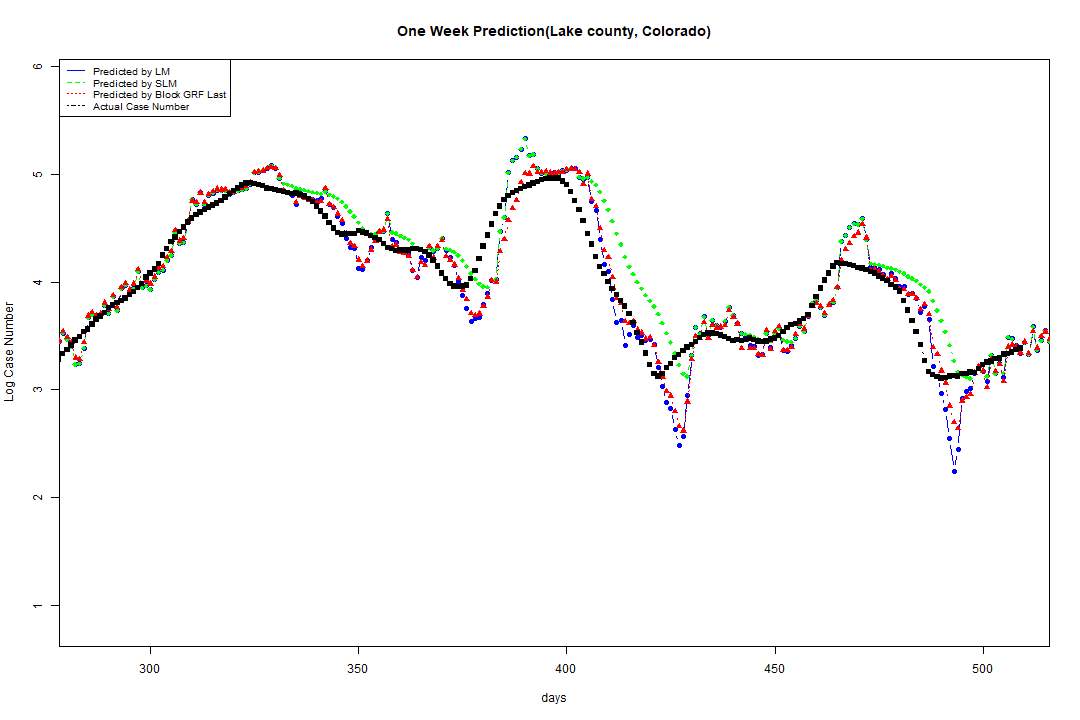 One Week Prediction(Lake county, Colorado)
Predicted by LM
Predicted by SLM
Predicted by Block GRF Last
Actual Case Number
6
5
4
3
2
1
Log Case Number
300
350
400
450
500
days